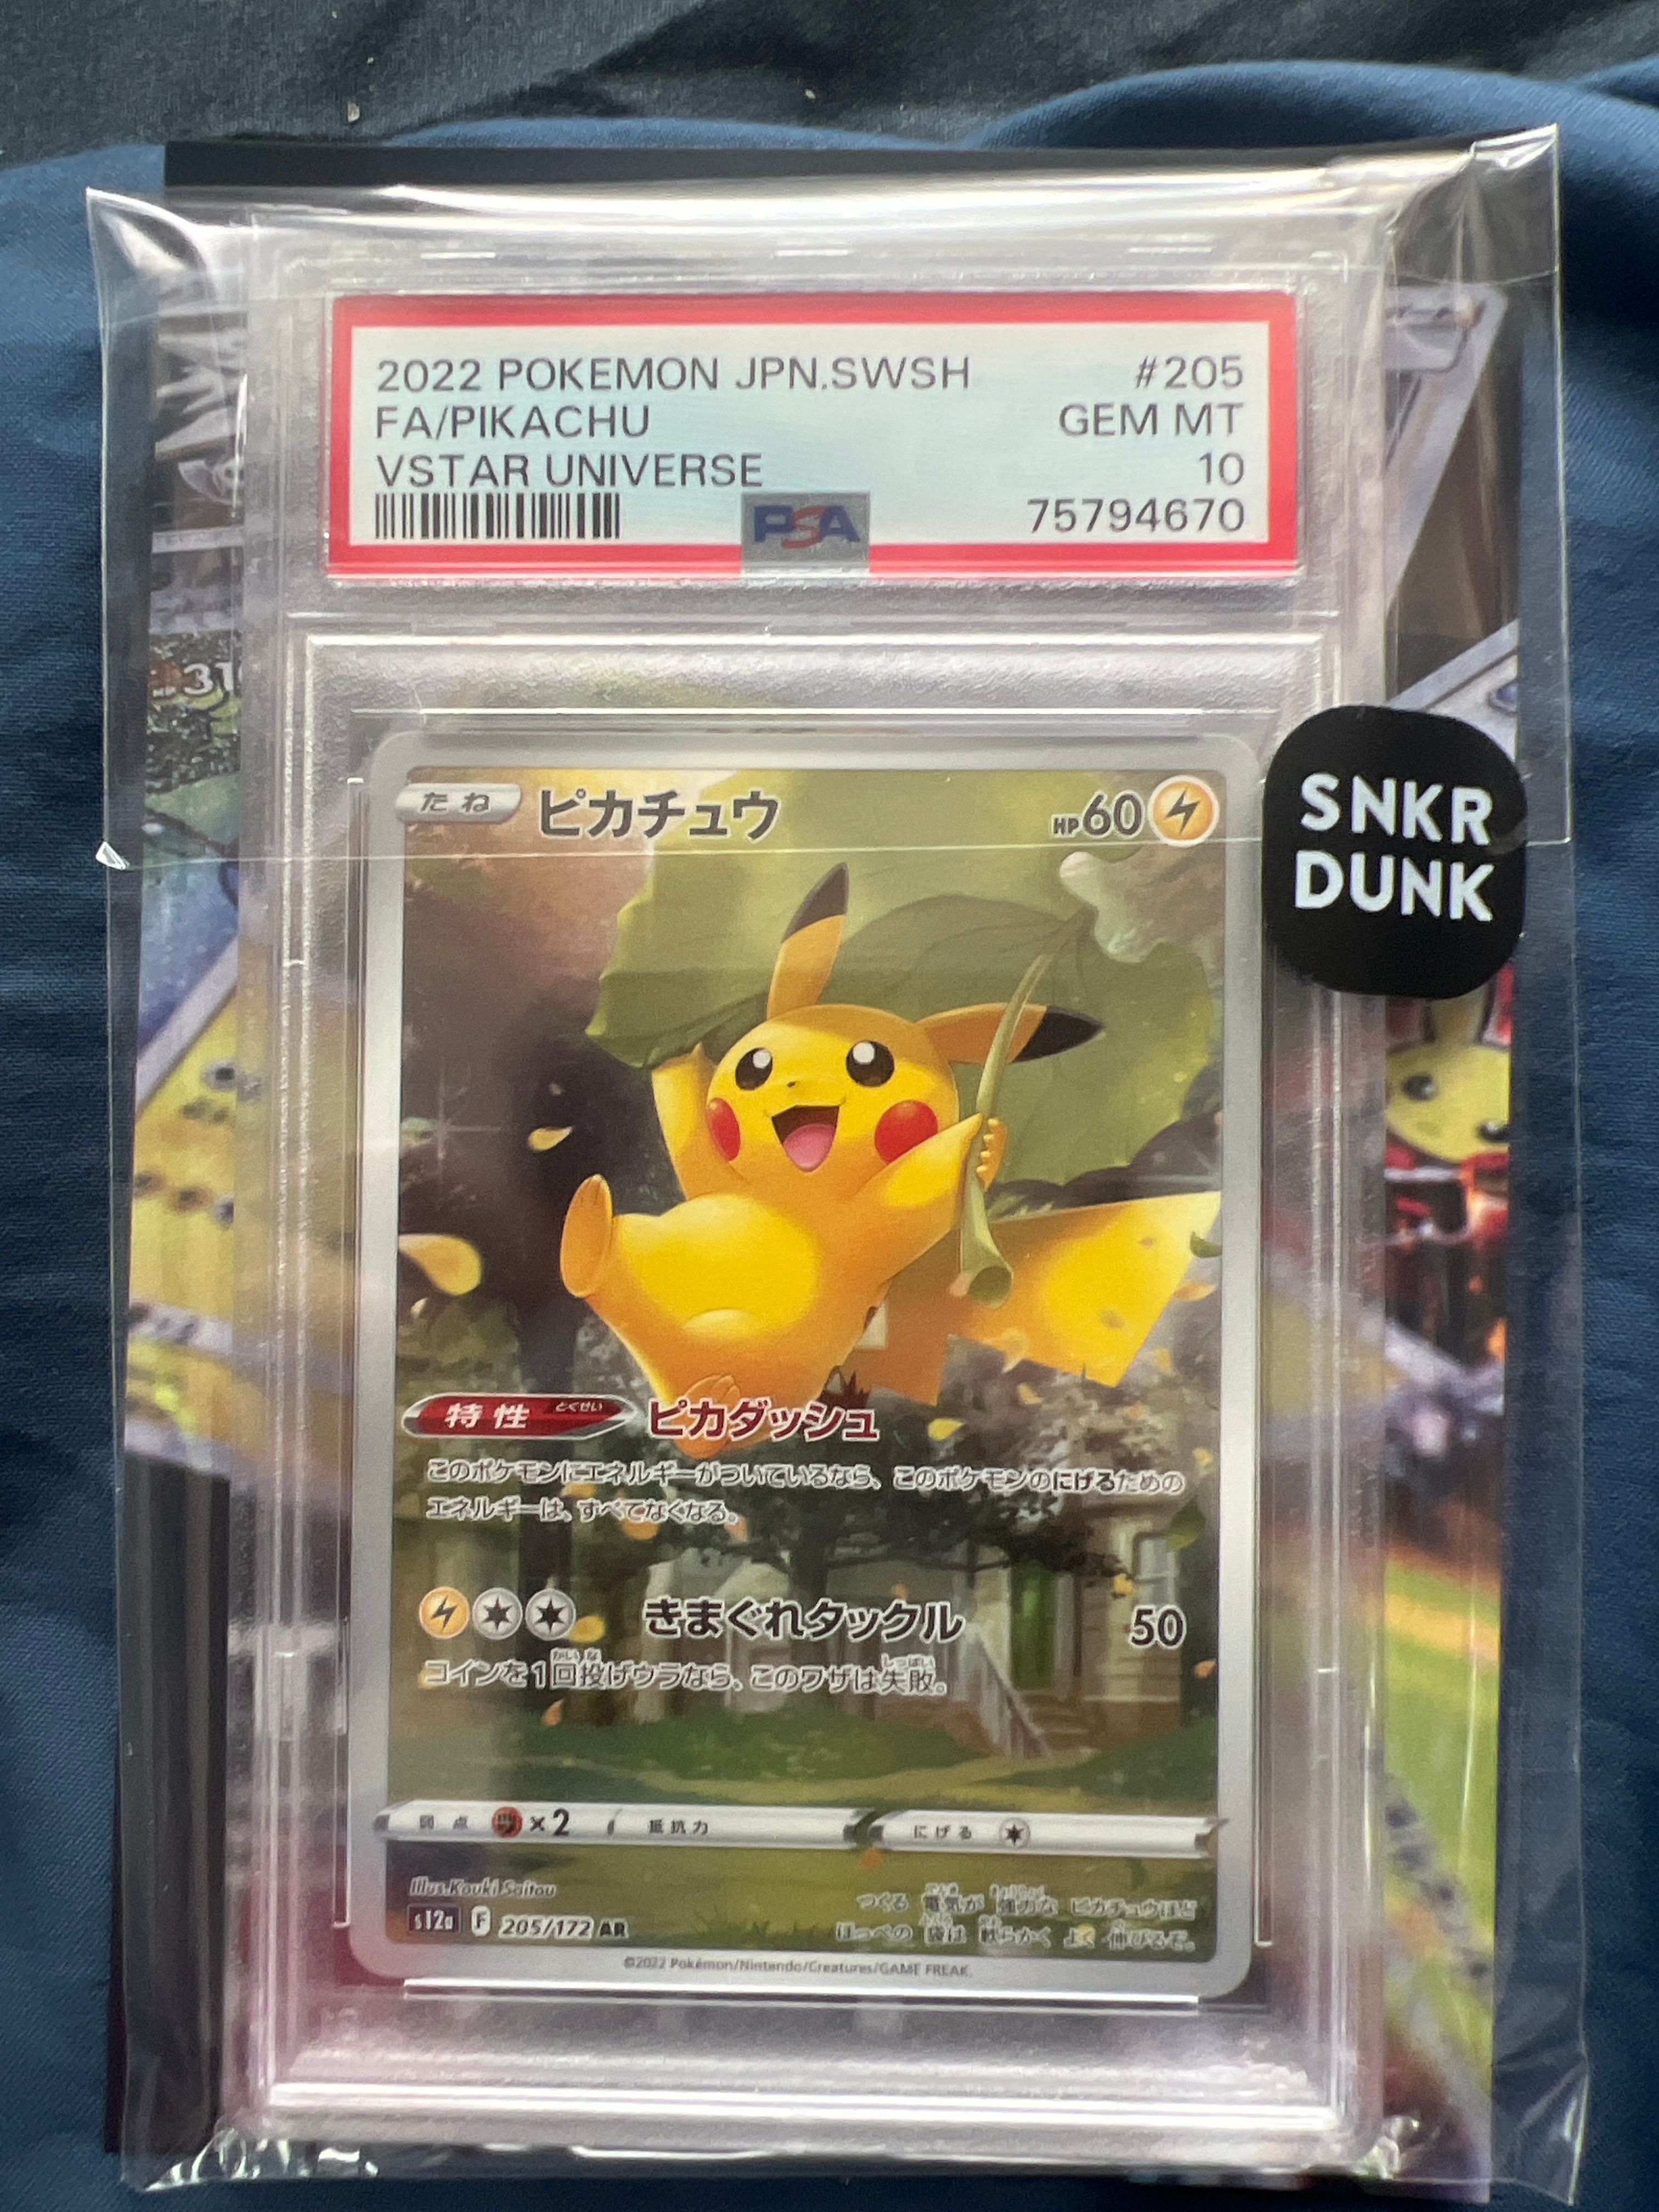 2022 POKEMON JPN.SWSH #205
FA/PIKACHU GEM MT
VSTAR UNIVERSE 10
PSA 75794670
SNKR
DUNK
たね ピカチュウ HP60
特性 とくせい ピカダッシュ
このポケモンにエネルギーがついているなら、このポケモンのにげるための
エネルギーは、すべてなくなる。
きまぐれタックル 50
コインを1回投げウラなら、このワザは失敗。
弱点 ×2 抵抗力 にげる
Illus.Kouki Saitou
つくる 電気が 強力な ピカチュウほど
s12a F 205/172 AR
ほっぺの 袋は 軟らかく よく 伸びるぞ。
©2022 Pokémon/Nintendo/Creatures/GAME FREAK.
HP 31